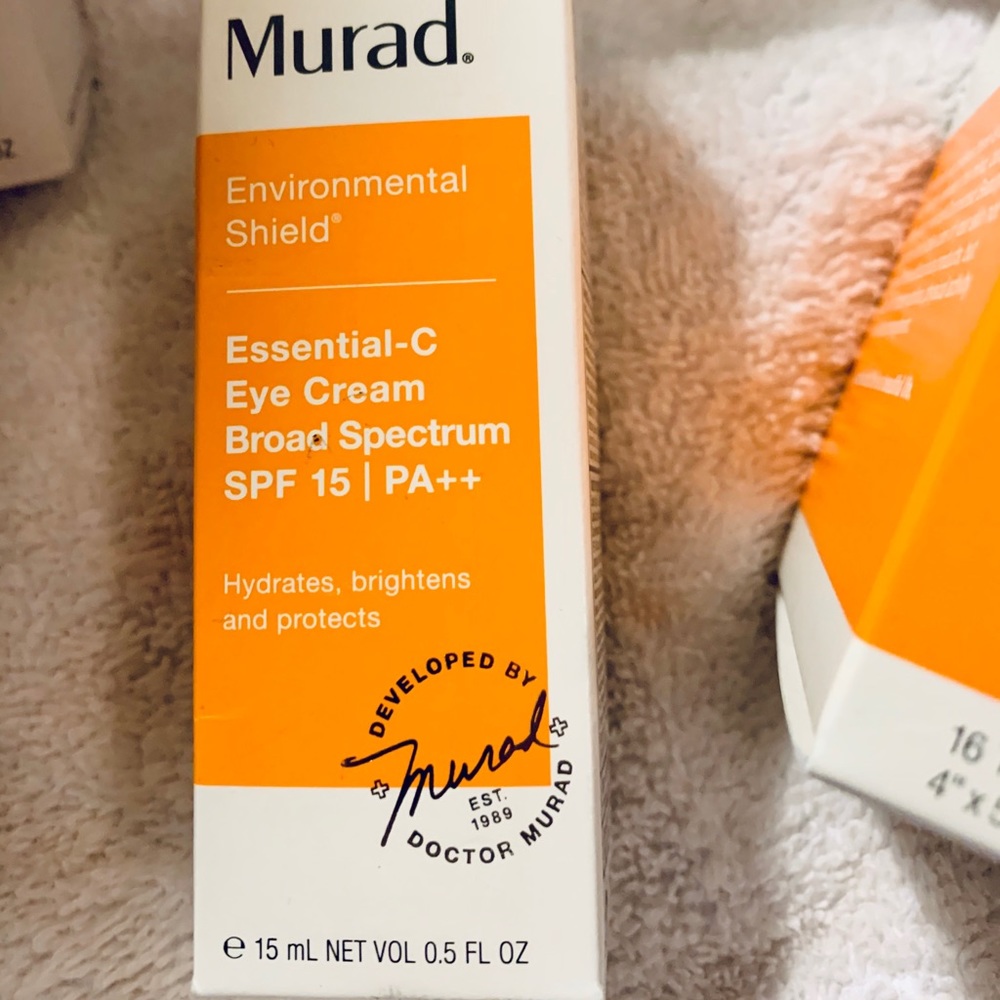 Murad®
Environmental
Shield®
Essential-C
Eye Cream
Broad Spectrum
SPF 15 | PA++
Hydrates, brightens
and protects
DEVELOPED BY
Murad
EST.
1989
DOCTOR MURAD
e 15 mL NET VOL 0.5 FL OZ
16
4" x